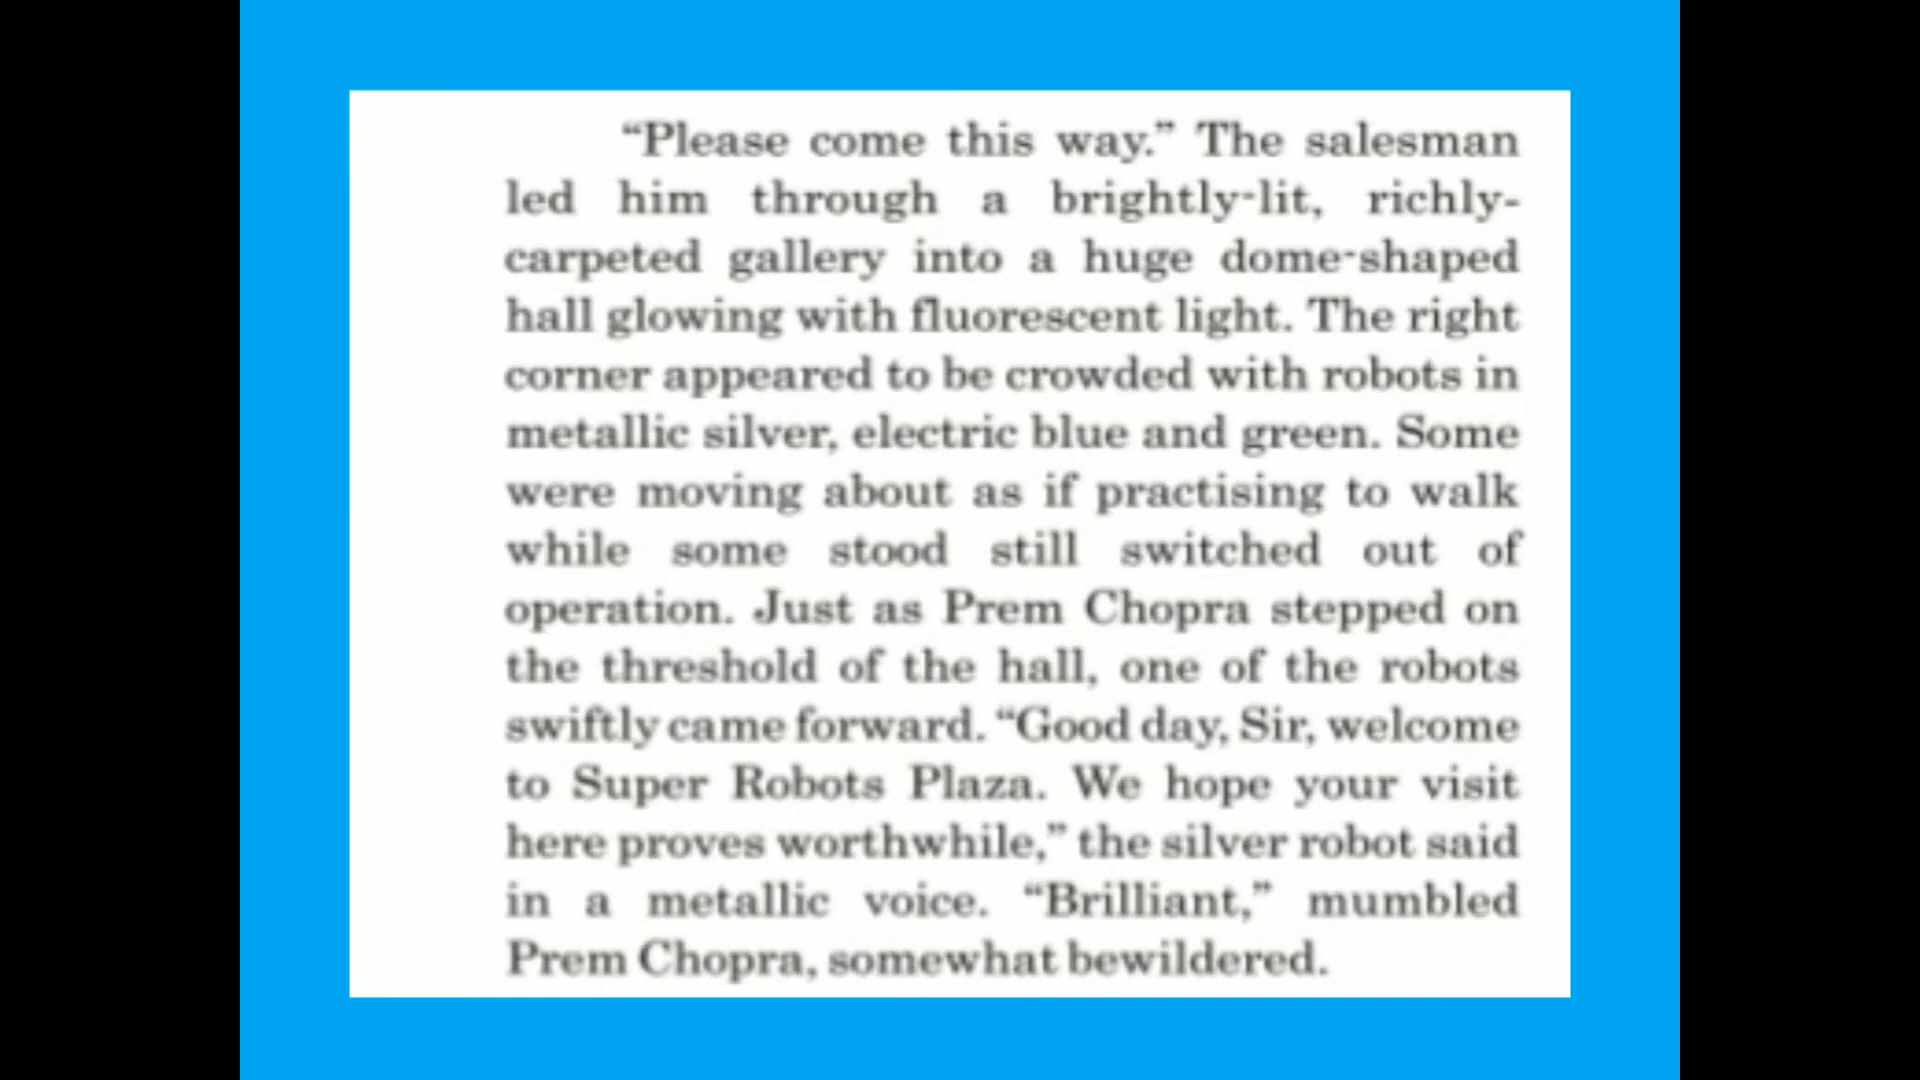 “Please come this way.” The salesman
led him through a brightly-lit, richly-
carpeted gallery into a huge dome-shaped
hall glowing with fluorescent light. The right
corner appeared to be crowded with robots in
metallic silver, electric blue and green. Some
were moving about as if practising to walk
while some stood still switched out of
operation. Just as Prem Chopra stepped on
the threshold of the hall, one of the robots
swiftly came forward. “Good day, Sir, welcome
to Super Robots Plaza. We hope your visit
here proves worthwhile,” the silver robot said
in a metallic voice. “Brilliant,” mumbled
Prem Chopra, somewhat bewildered.